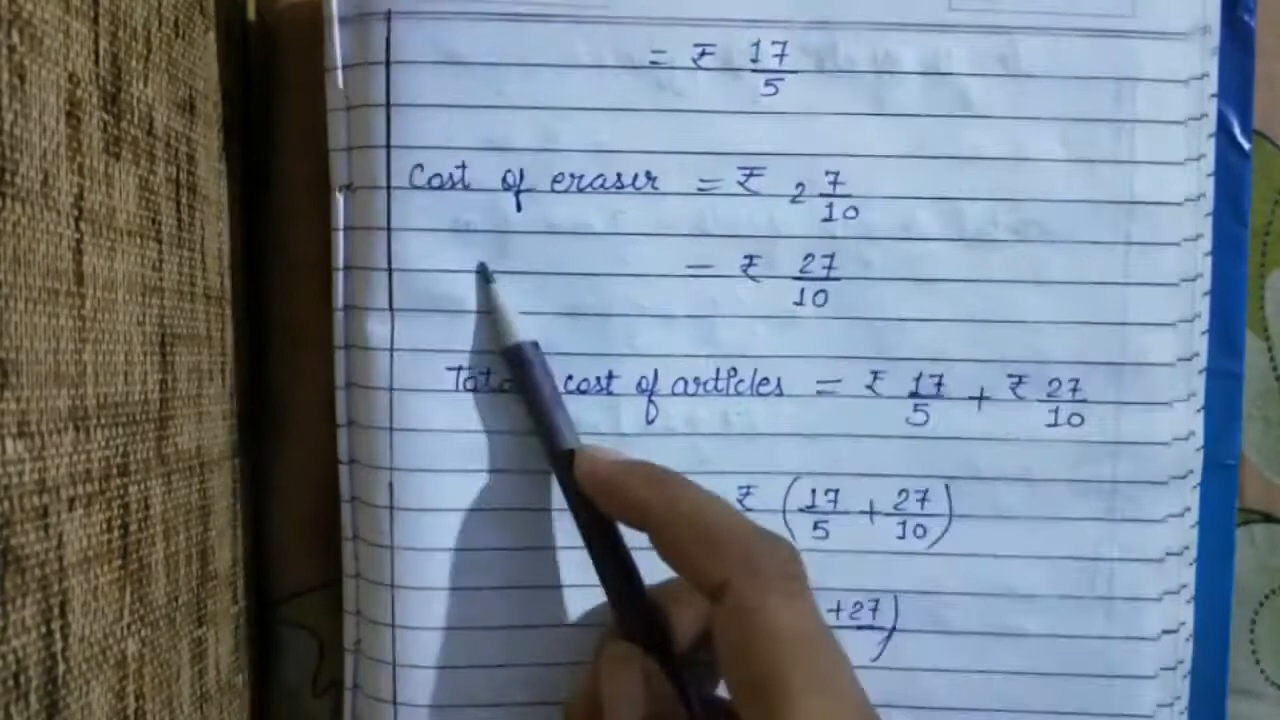 = ₹ 17/5
Cost of eraser = ₹ 2 7/10
− ₹ 27/10
cost of articles = ₹ 17/5 + ₹ 27/10
₹ (17/5 + 27/10)
+27)